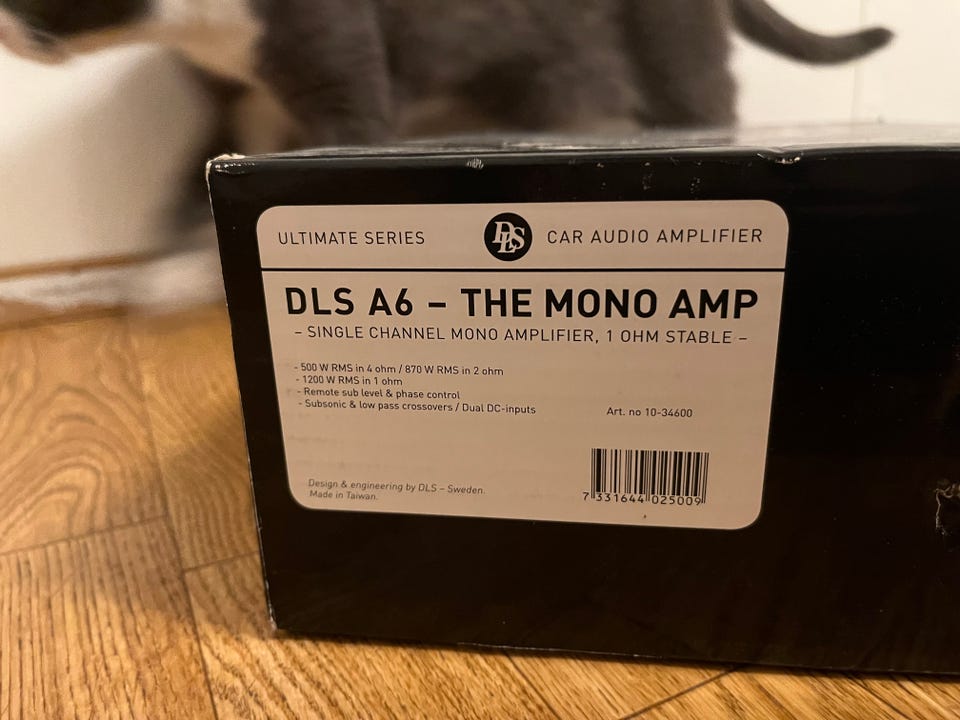 ULTIMATE SERIES DLS CAR AUDIO AMPLIFIER
DLS A6 – THE MONO AMP
– SINGLE CHANNEL MONO AMPLIFIER, 1 OHM STABLE –
- 500 W RMS in 4 ohm / 870 W RMS in 2 ohm
- 1200 W RMS in 1 ohm
- Remote sub level & phase control
- Subsonic & low pass crossovers / Dual DC-inputs
Art. no 10-34600
Design & engineering by DLS – Sweden.
Made in Taiwan.
7 331644 025009